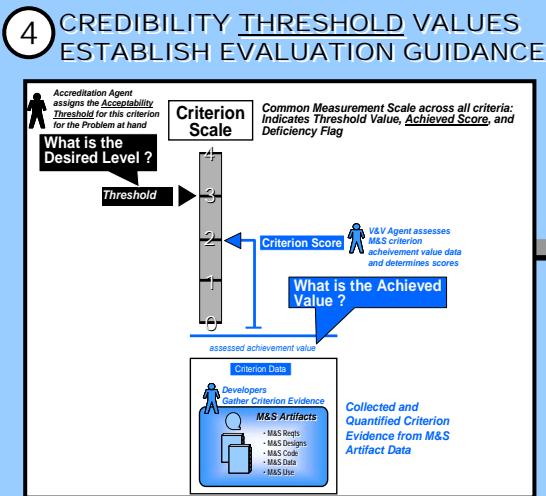 4
CREDIBILITY THRESHOLD VALUES
ESTABLISH EVALUATION GUIDANCE
Accreditation Agent
assigns the Acceptability
Threshold for this criterion
for the Problem at hand
What is the
Desired Level ?
Threshold
Criterion
Scale
Common Measurement Scale across all criteria:
Indicates Threshold Value, Achieved Score, and
Deficiency Flag
4
3
2
1
0
Criterion Score
V&V Agent assesses
M&S criterion
acheivement value data
and determines scores
What is the Achieved
Value ?
assessed achievement value
Criterion Data
Developers
Gather Criterion Evidence
M&S Artifacts
· M&S Reqts
· M&S Designs
· M&S Code
· M&S Data
· M&S Use
Collected and
Quantified Criterion
Evidence from M&S
Artifact Data